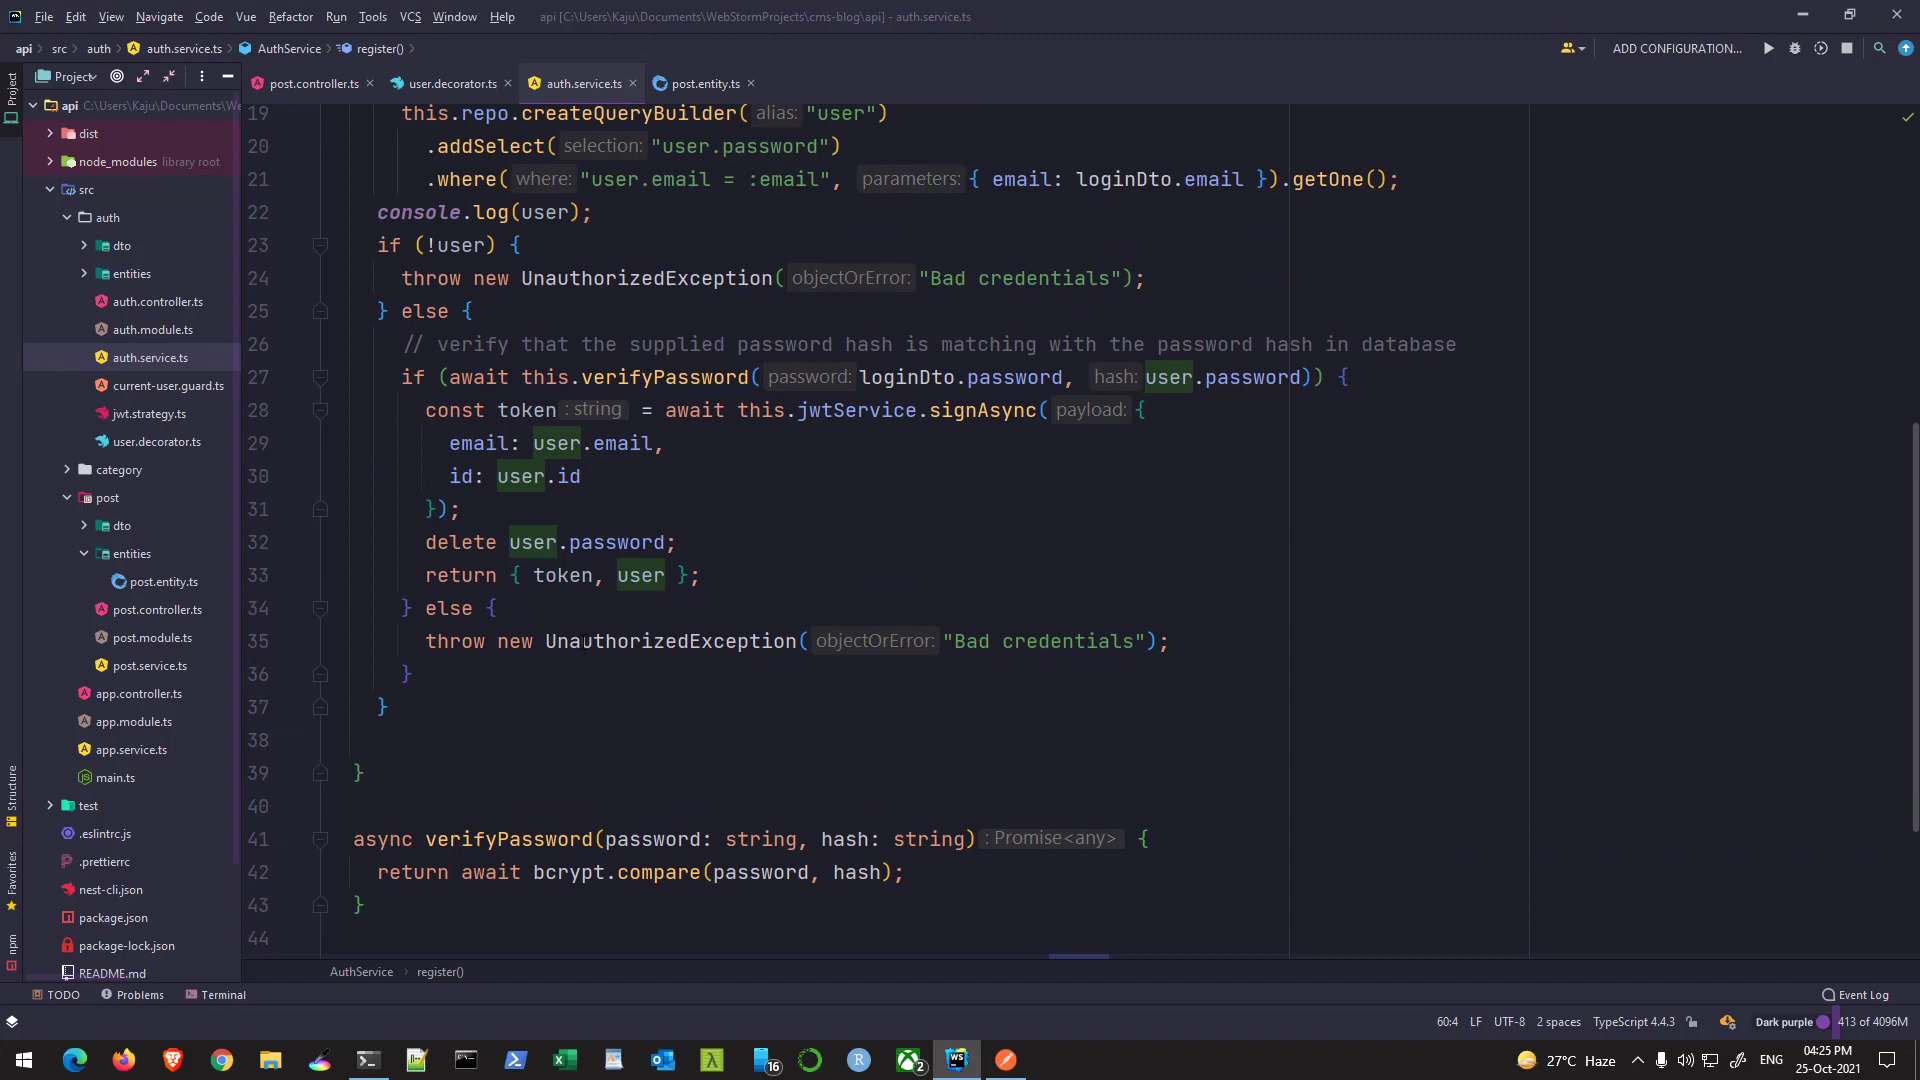 File Edit View Navigate Code Vue Refactor Run Tools VCS Window Help api [C:\Users\Kaju\Documents\WebStormProjects\cms-blog\api] - auth.service.ts
api src auth auth.service.ts AuthService register() ADD CONFIGURATION...
Project
Project
api C:\Users\Kaju\Documents\We
dist
node_modules library root
src
auth
dto
entities
auth.controller.ts
auth.module.ts
auth.service.ts
current-user.guard.ts
jwt.strategy.ts
user.decorator.ts
category
post
dto
entities
post.entity.ts
post.controller.ts
post.module.ts
post.service.ts
app.controller.ts
app.module.ts
app.service.ts
main.ts
test
.eslintrc.js
.prettierrc
nest-cli.json
package.json
package-lock.json
README.md
Structure
Favorites
npm
post.controller.ts user.decorator.ts auth.service.ts post.entity.ts
19 this.repo.createQueryBuilder( alias: "user")
20 .addSelect( selection: "user.password")
21 .where( where: "user.email = :email", parameters: { email: loginDto.email }).getOne();
22 console.log(user);
23 if (!user) {
24 throw new UnauthorizedException( objectOrError: "Bad credentials");
25 } else {
26 // verify that the supplied password hash is matching with the password hash in database
27 if (await this.verifyPassword( password: loginDto.password, hash: user.password)) {
28 const token : string = await this.jwtService.signAsync( payload: {
29 email: user.email,
30 id: user.id
31 });
32 delete user.password;
33 return { token, user };
34 } else {
35 throw new UnauthorizedException( objectOrError: "Bad credentials");
36 }
37 }
38
39 }
40
41 async verifyPassword(password: string, hash: string) : Promise<any> {
42 return await bcrypt.compare(password, hash);
43 }
44
AuthService register()
TODO Problems Terminal Event Log
60:4 LF UTF-8 2 spaces TypeScript 4.4.3 Dark purple 413 of 4096M
16 R 2 WS 27°C Haze ENG 04:25 PM
25-Oct-2021